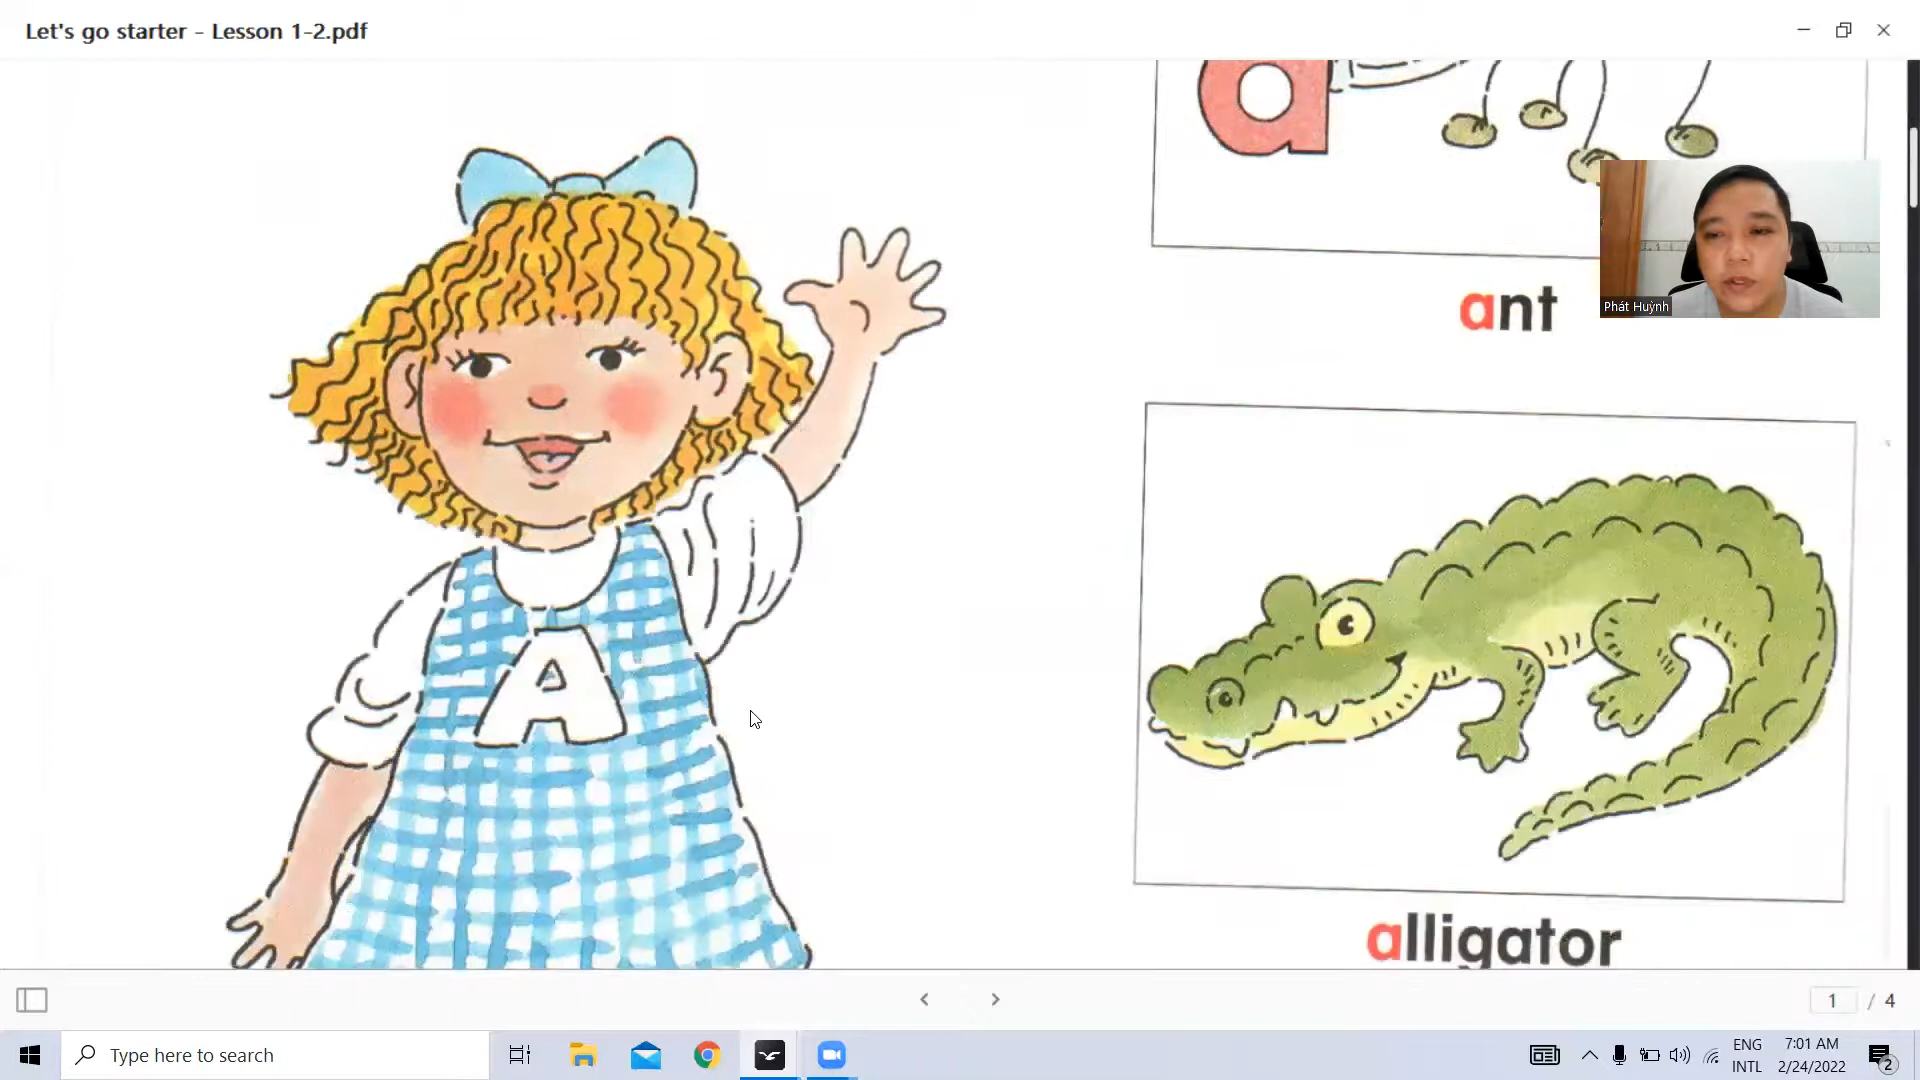 Let's go starter - Lesson 1-2.pdf
a
ant
Phát Huỳnh
A
alligator
1 / 4
Type here to search
ENG
INTL
7:01 AM
2/24/2022
2